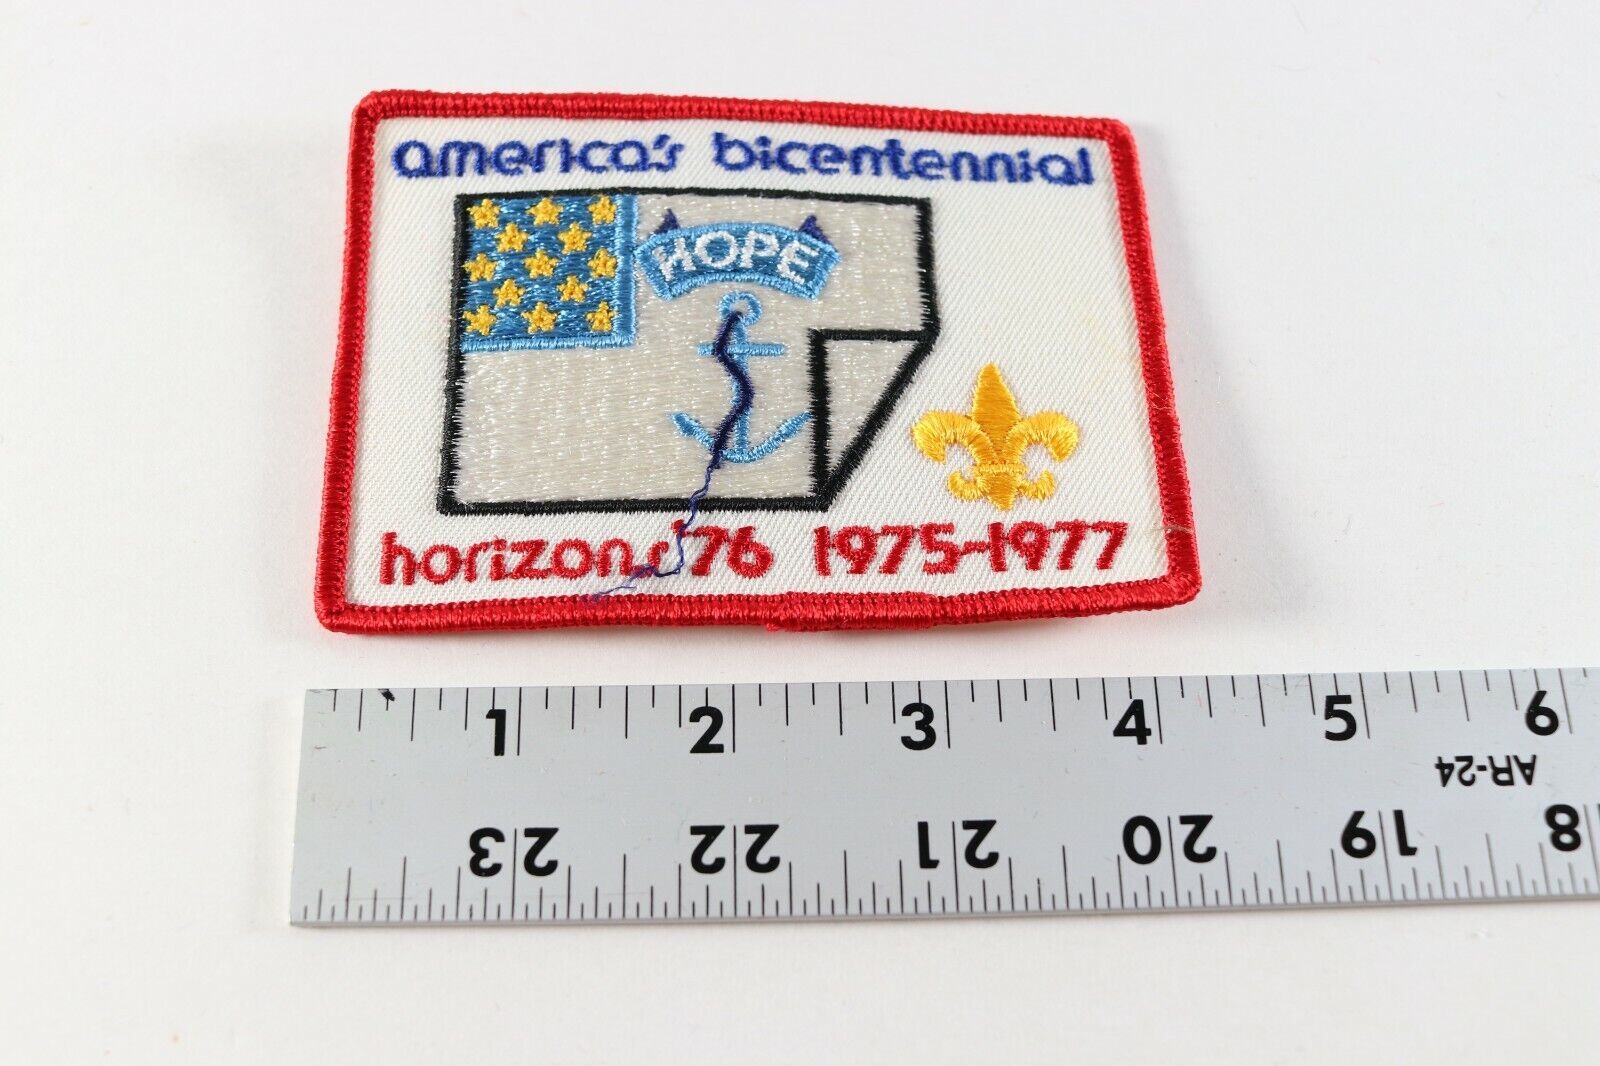 america's bicentennial
HOPE
horizons '76 1975-1977
1 2 3 4 5 6
AR-24
23 22 21 20 19 18